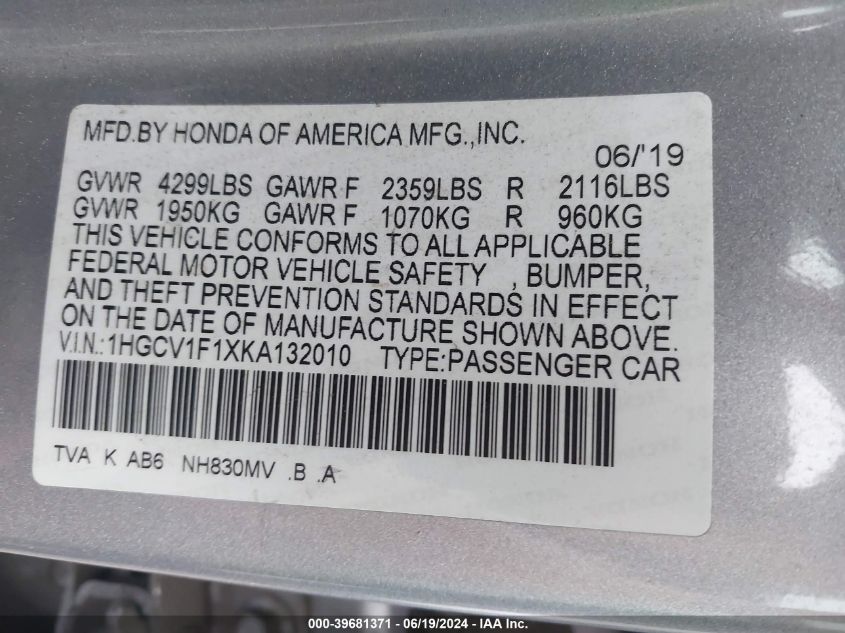 MFD.BY HONDA OF AMERICA MFG.,INC.
06/'19
GVWR 4299LBS GAWR F 2359LBS R 2116LBS
GVWR 1950KG GAWR F 1070KG R 960KG
THIS VEHICLE CONFORMS TO ALL APPLICABLE
FEDERAL MOTOR VEHICLE SAFETY , BUMPER,
AND THEFT PREVENTION STANDARDS IN EFFECT
ON THE DATE OF MANUFACTURE SHOWN ABOVE.
V.I.N.:1HGCV1F1XKA132010 TYPE:PASSENGER CAR
TVA K AB6 NH830MV .B .A
000-39681371 - 06/19/2024 - IAA Inc.